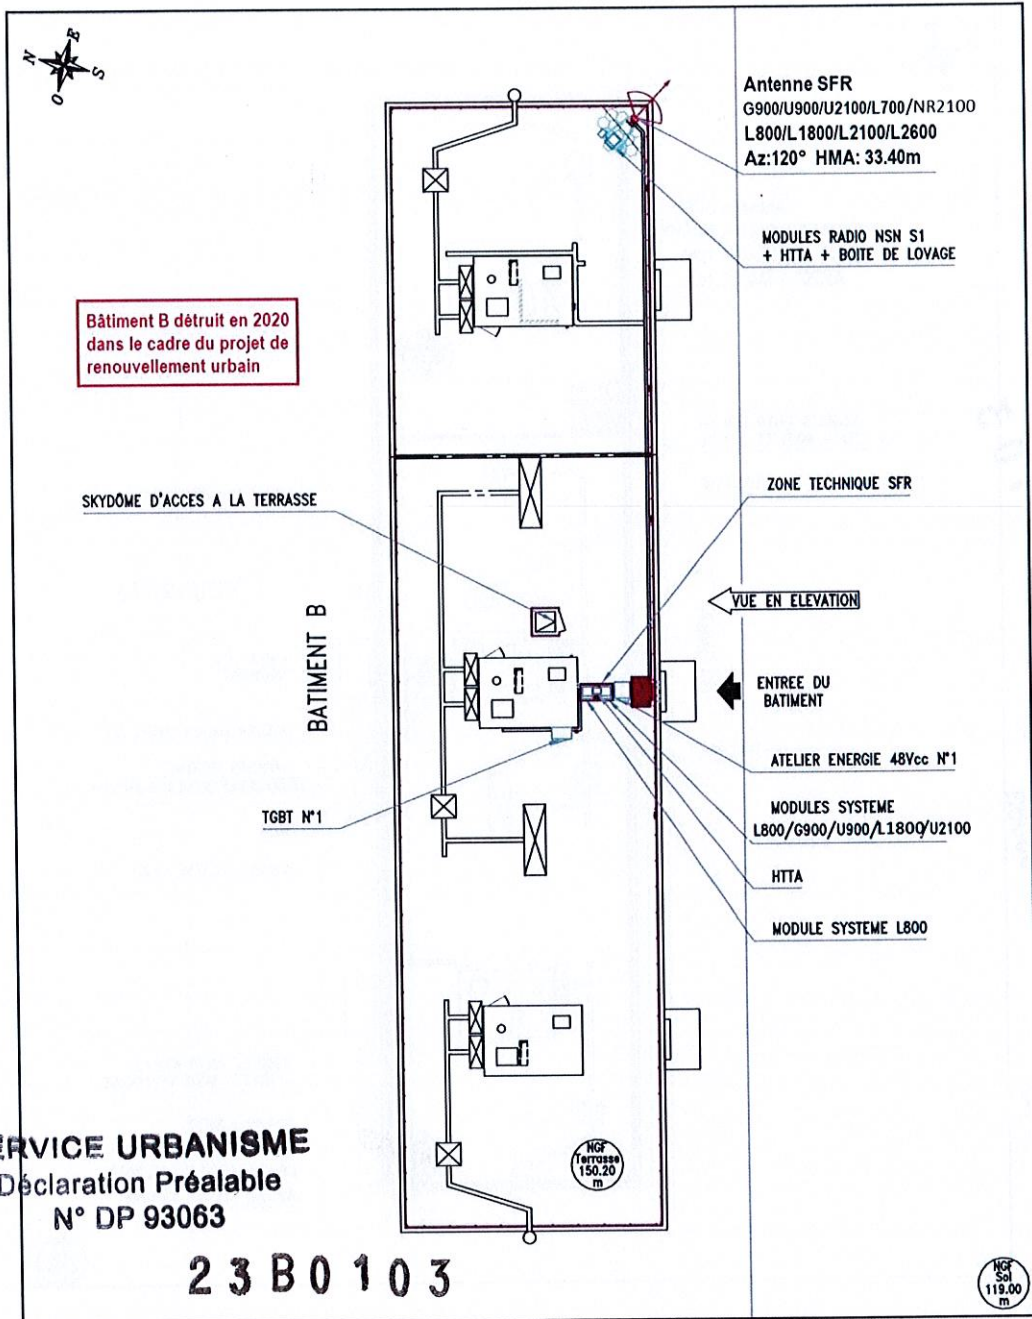 N
E
S
O
Antenne SFR
G900/U900/U2100/L700/NR2100
L800/L1800/L2100/L2600
Az:120° HMA: 33.40m
MODULES RADIO NSN S1
+ HTTA + BOITE DE LOVAGE
Bâtiment B détruit en 2020
dans le cadre du projet de
renouvellement urbain
SKYDÔME D'ACCES A LA TERRASSE
ZONE TECHNIQUE SFR
VUE EN ELEVATION
BATIMENT B
ENTREE DU
BATIMENT
ATELIER ENERGIE 48Vcc N°1
TGBT N°1
MODULES SYSTEME
L800/G900/U900/L1800/U2100
HTTA
MODULE SYSTEME L800
ERVICE URBANISME
Déclaration Préalable
N° DP 93063
23B0103
NGF
Terrasse
150.20
m
NGF
Sol
119.00
m